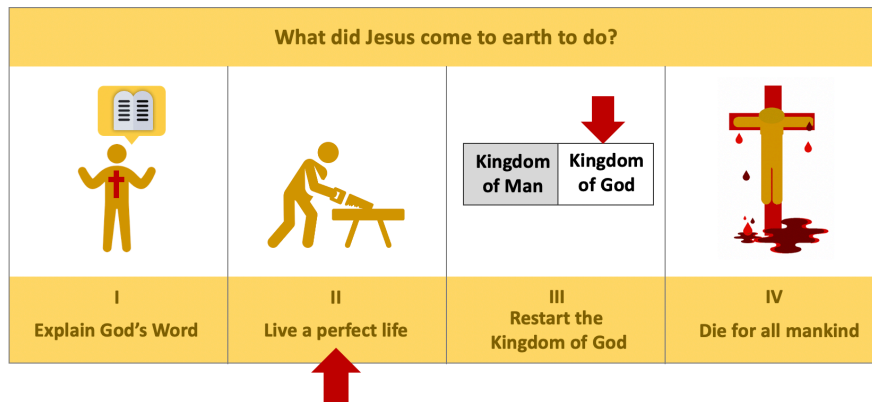 What did Jesus come to earth to do?
Kingdom
of Man
Kingdom
of God
I
Explain God’s Word
II
Live a perfect life
III
Restart the
Kingdom of God
IV
Die for all mankind